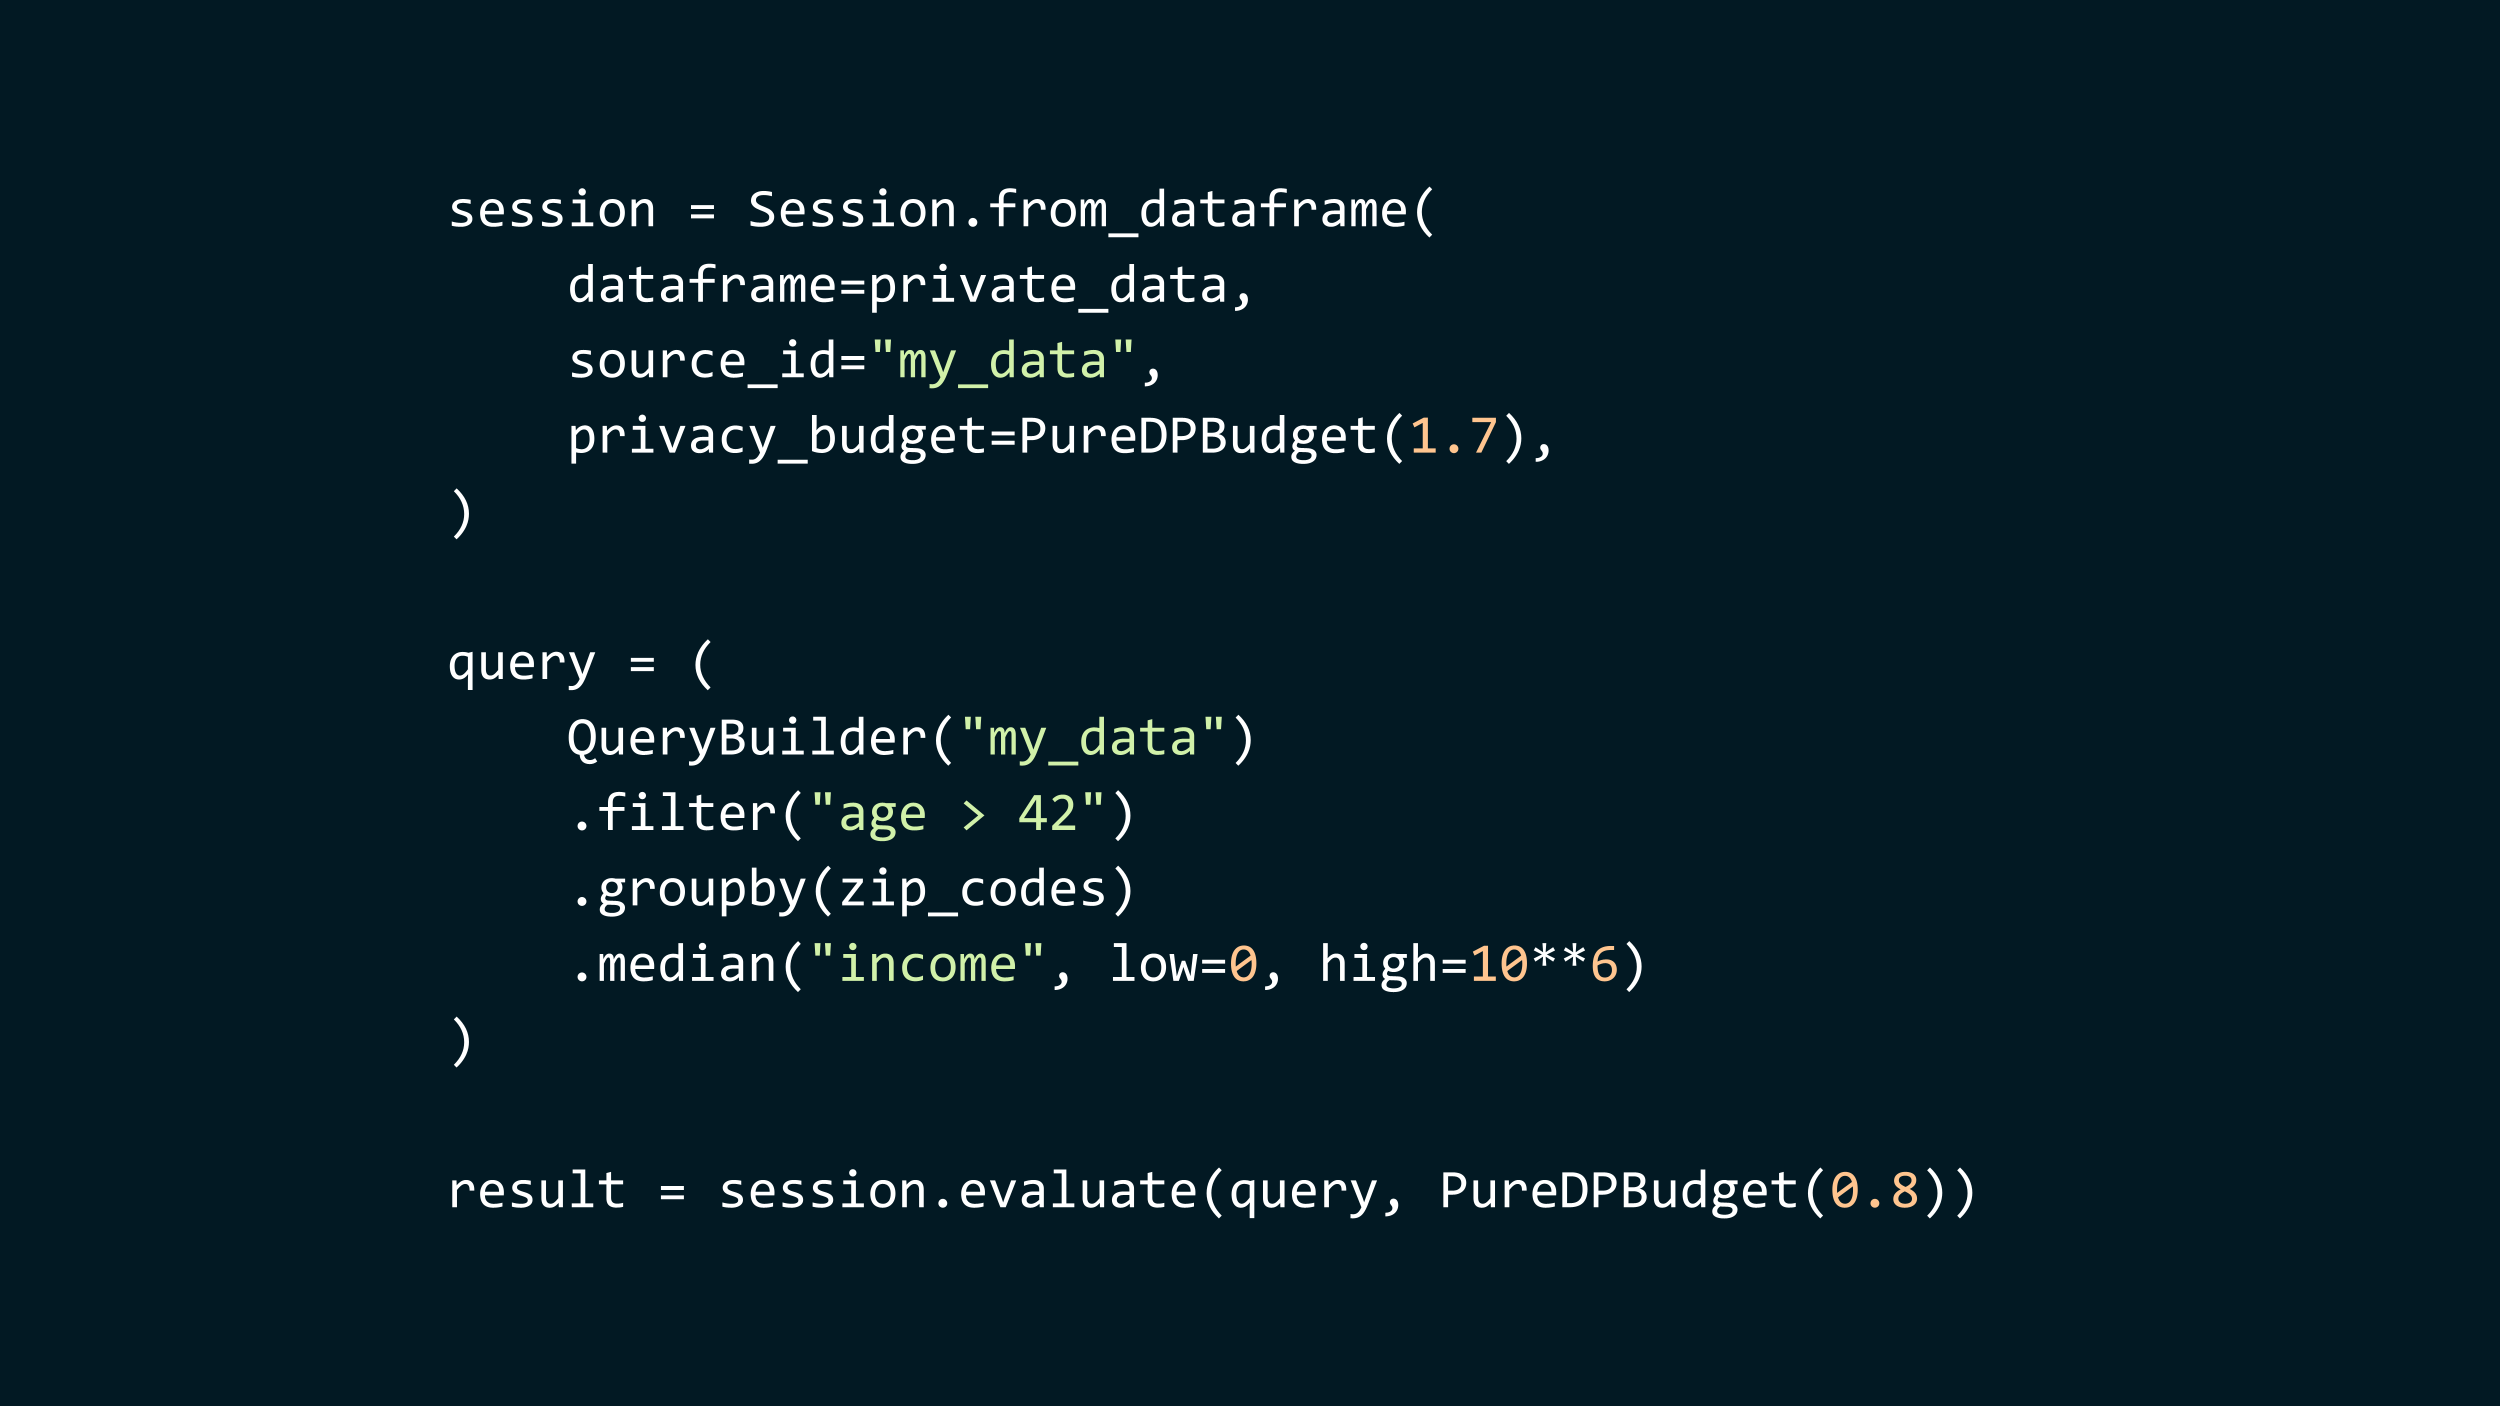 session = Session.from_dataframe(
    dataframe=private_data,
    source_id="my_data",
    privacy_budget=PureDPBudget(1.7),
)
query = (
    QueryBuilder("my_data")
    .filter("age > 42")
    .groupby(zip_codes)
    .median("income", low=0, high=10**6)
)
result = session.evaluate(query, PureDPBudget(0.8))